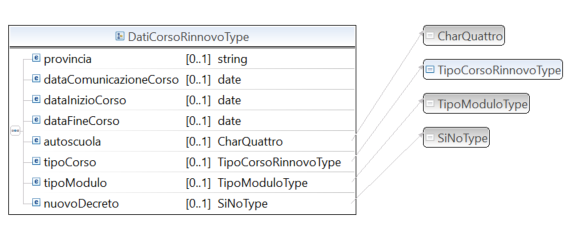 DatiCorsoRinnovoType
provincia [0..1] string
dataComunicazioneCorso [0..1] date
dataInizioCorso [0..1] date
dataFineCorso [0..1] date
autoscuola [0..1] CharQuattro
tipoCorso [0..1] TipoCorsoRinnovoType
tipoModulo [0..1] TipoModuloType
nuovoDecreto [0..1] SiNoType
CharQuattro
TipoCorsoRinnovoType
TipoModuloType
SiNoType